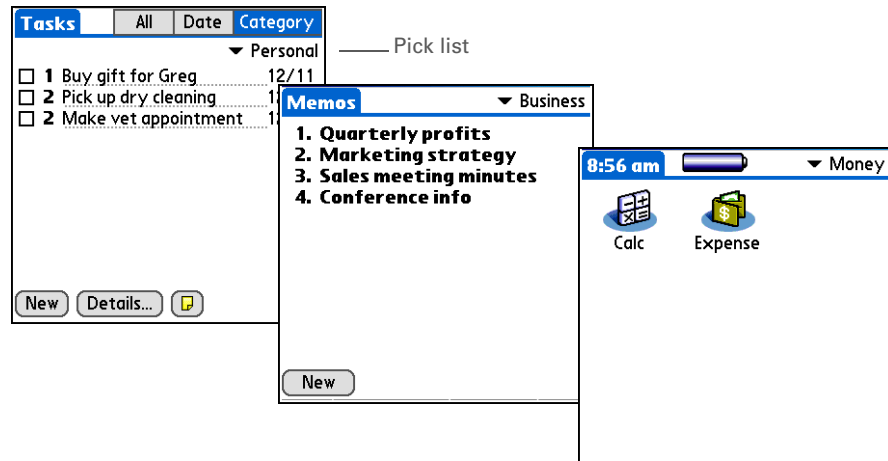 Tasks All Date Category
Personal
Pick list
1 Buy gift for Greg 12/11
2 Pick up dry cleaning
2 Make vet appointment
New Details...
Memos Business
1. Quarterly profits
2. Marketing strategy
3. Sales meeting minutes
4. Conference info
New
8:56 am Money
Calc Expense